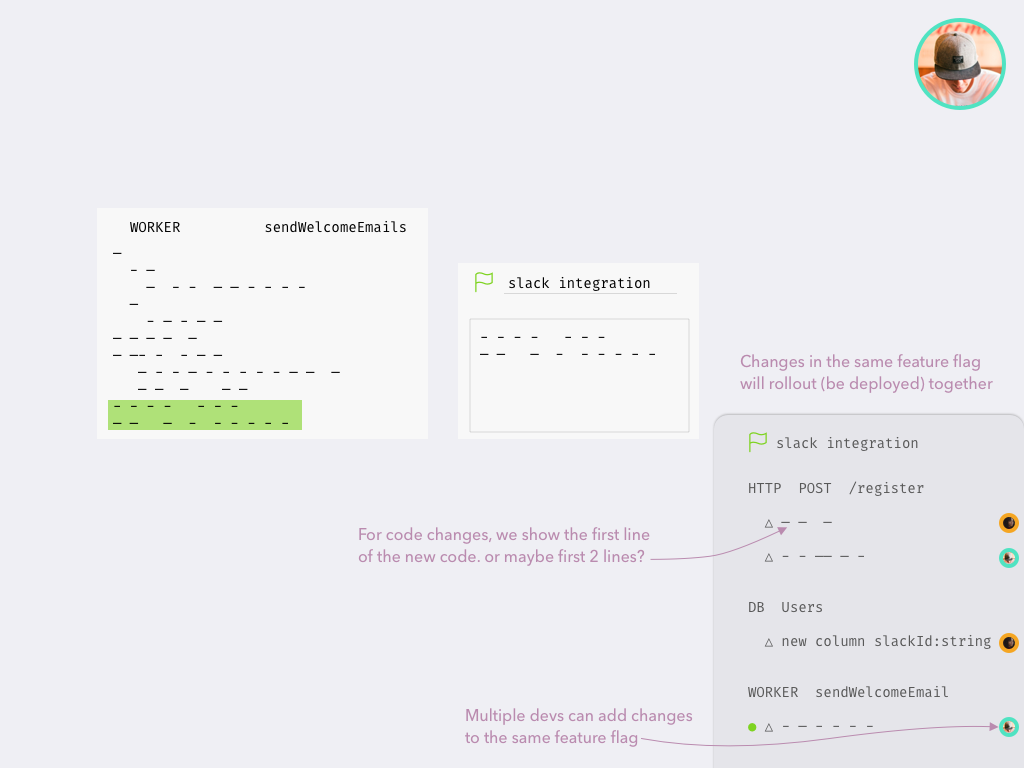 WORKER sendWelcomeEmails
slack integration
Changes in the same feature flag
will rollout (be deployed) together
slack integration
HTTP POST /register
For code changes, we show the first line
of the new code. or maybe first 2 lines?
DB Users
△ new column slackId:string
WORKER sendWelcomeEmail
Multiple devs can add changes
to the same feature flag